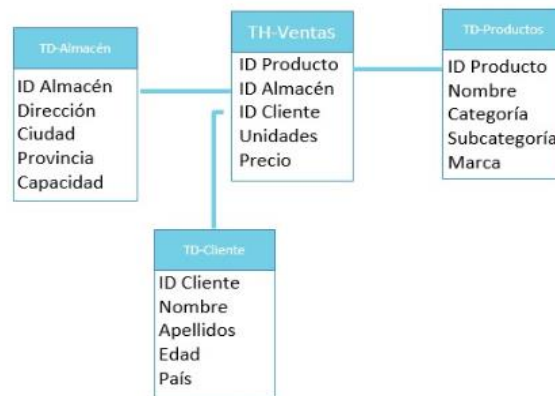 TD-Almacén
ID Almacén
Dirección
Ciudad
Provincia
Capacidad
TH-Ventas
ID Producto
ID Almacén
ID Cliente
Unidades
Precio
TD-Productos
ID Producto
Nombre
Categoría
Subcategoría
Marca
TD-Cliente
ID Cliente
Nombre
Apellidos
Edad
País